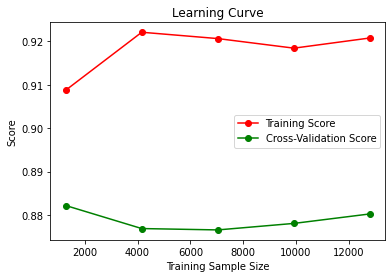 Learning Curve
0.92
0.91
0.90
0.89
0.88
Score
Training Score
Cross-Validation Score
2000 4000 6000 8000 10000 12000
Training Sample Size